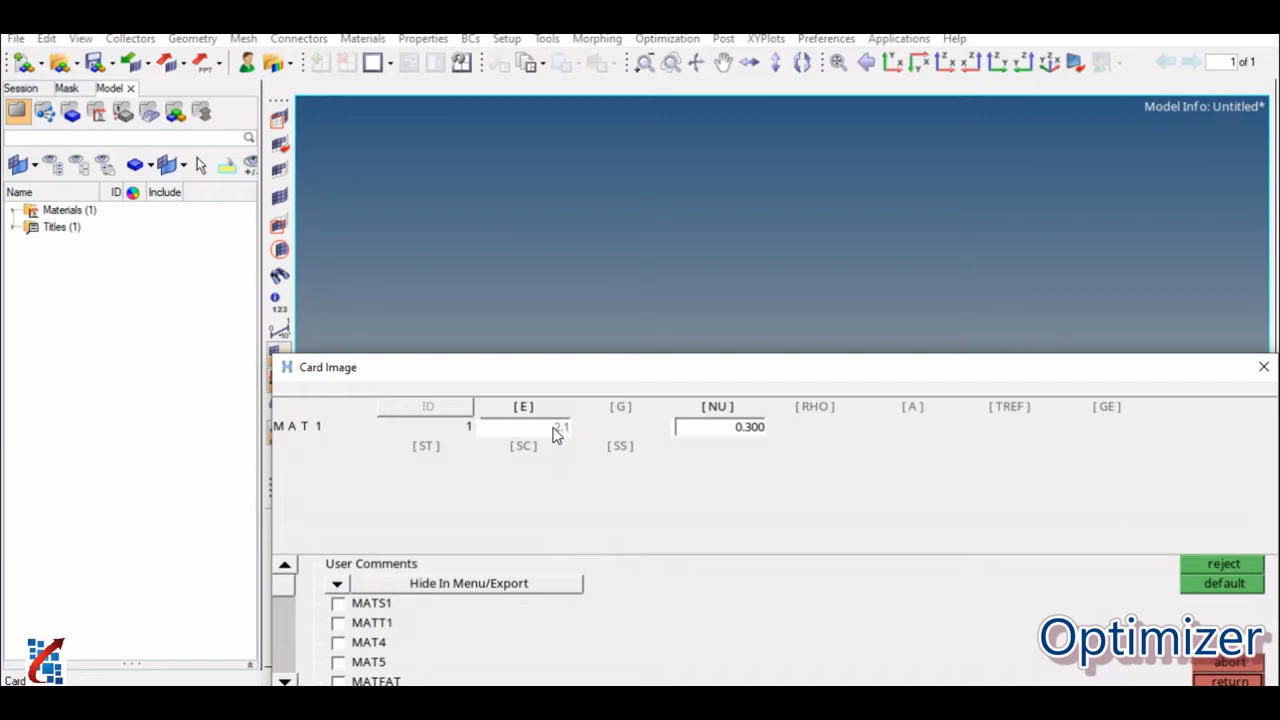 File Edit View Collectors Geometry Mesh Connectors Materials Properties BCs Setup Tools Morphing Optimization Post XYPlots Preferences Applications Help
1 of 1
Session Mask Model
Model Info: Untitled*
Name ID Include
Materials (1)
Titles (1)
123
Card Image
ID [E] [G] [NU] [RHO] [A] [TREF] [GE]
MAT1 1 2.1 0.300
[ST] [SC] [SS]
User Comments
Hide In Menu/Export
reject
default
MATS1
MATT1
MAT4
MAT5
MATFAT
abort
return
Optimizer
Card